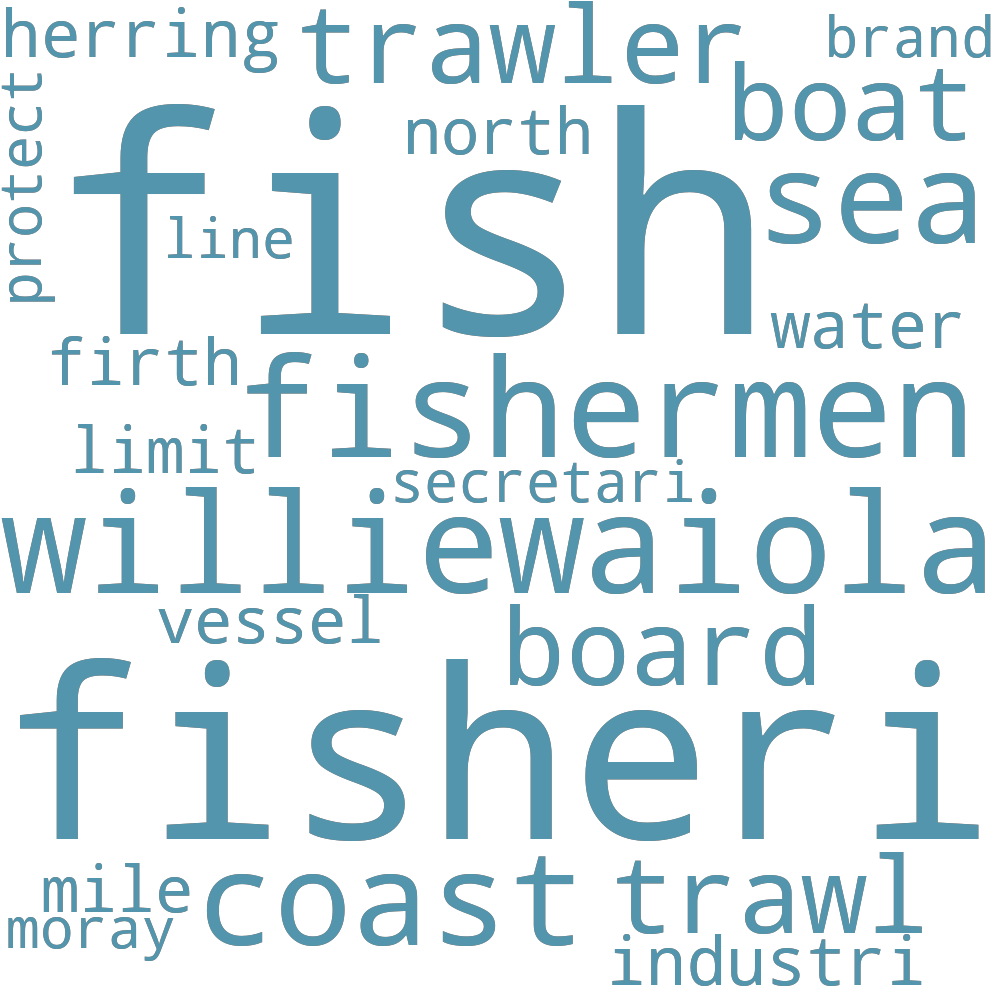 herring
trawler
brand
protect
boat
north
fish
sea
line
water
firth
fishermen
limit
secretari
williewaiola
vessel
board
fisheri
mile
coast
trawl
moray
industri